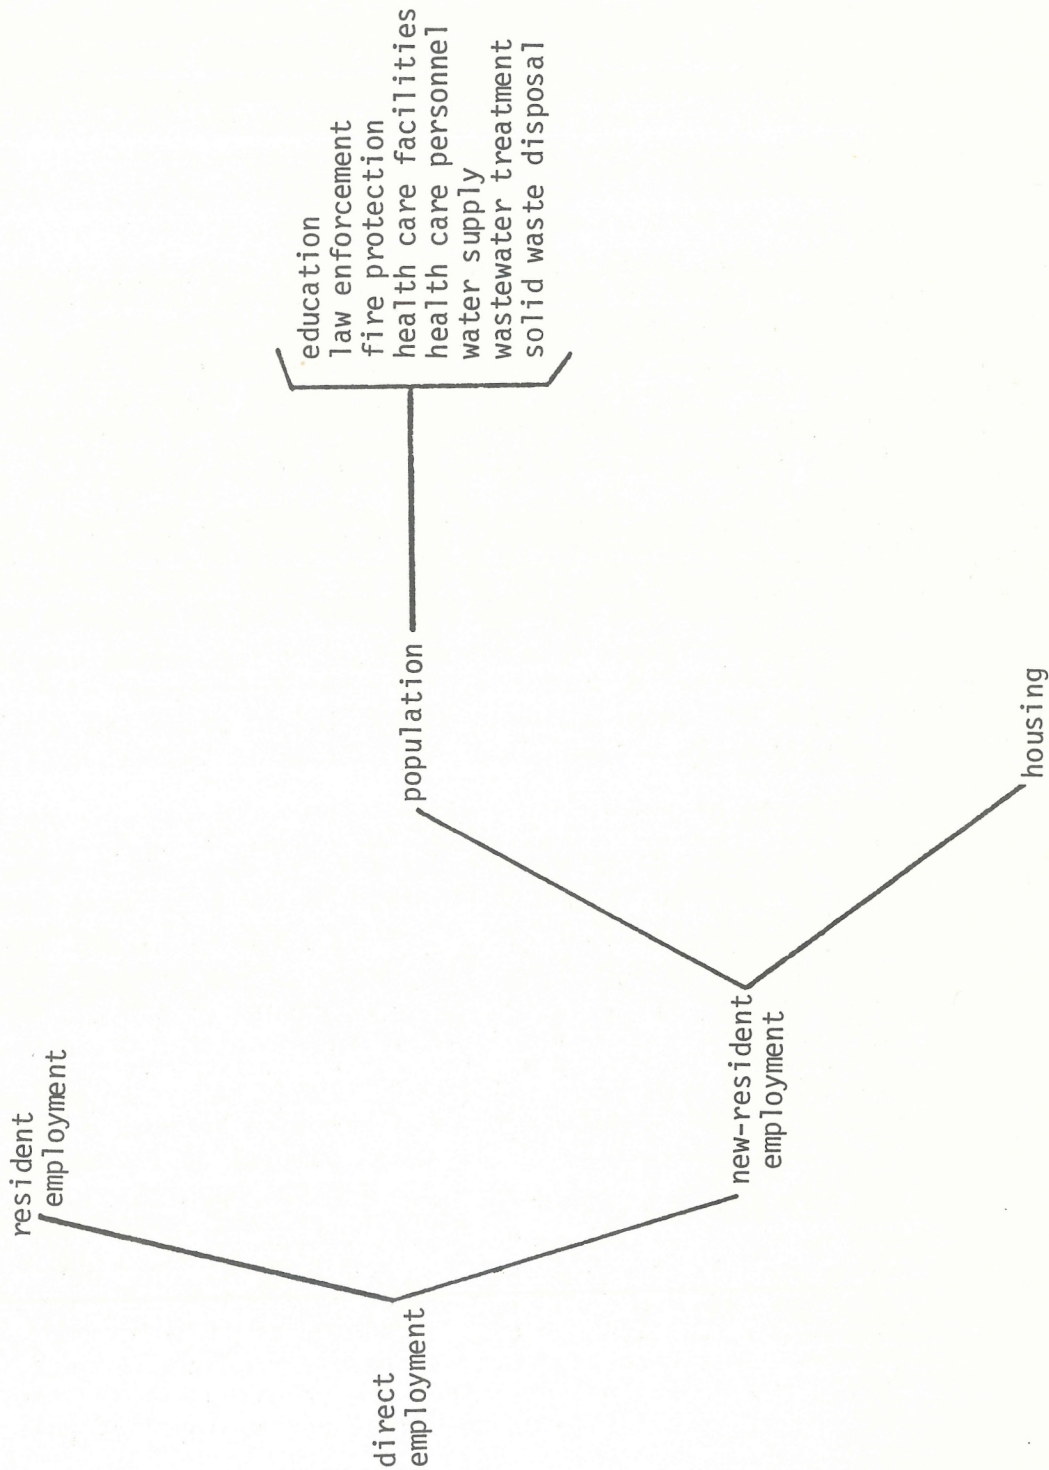 resident
employment
direct
employment
new-resident
employment
population
housing
education
law enforcement
fire protection
health care facilities
health care personnel
water supply
wastewater treatment
solid waste disposal